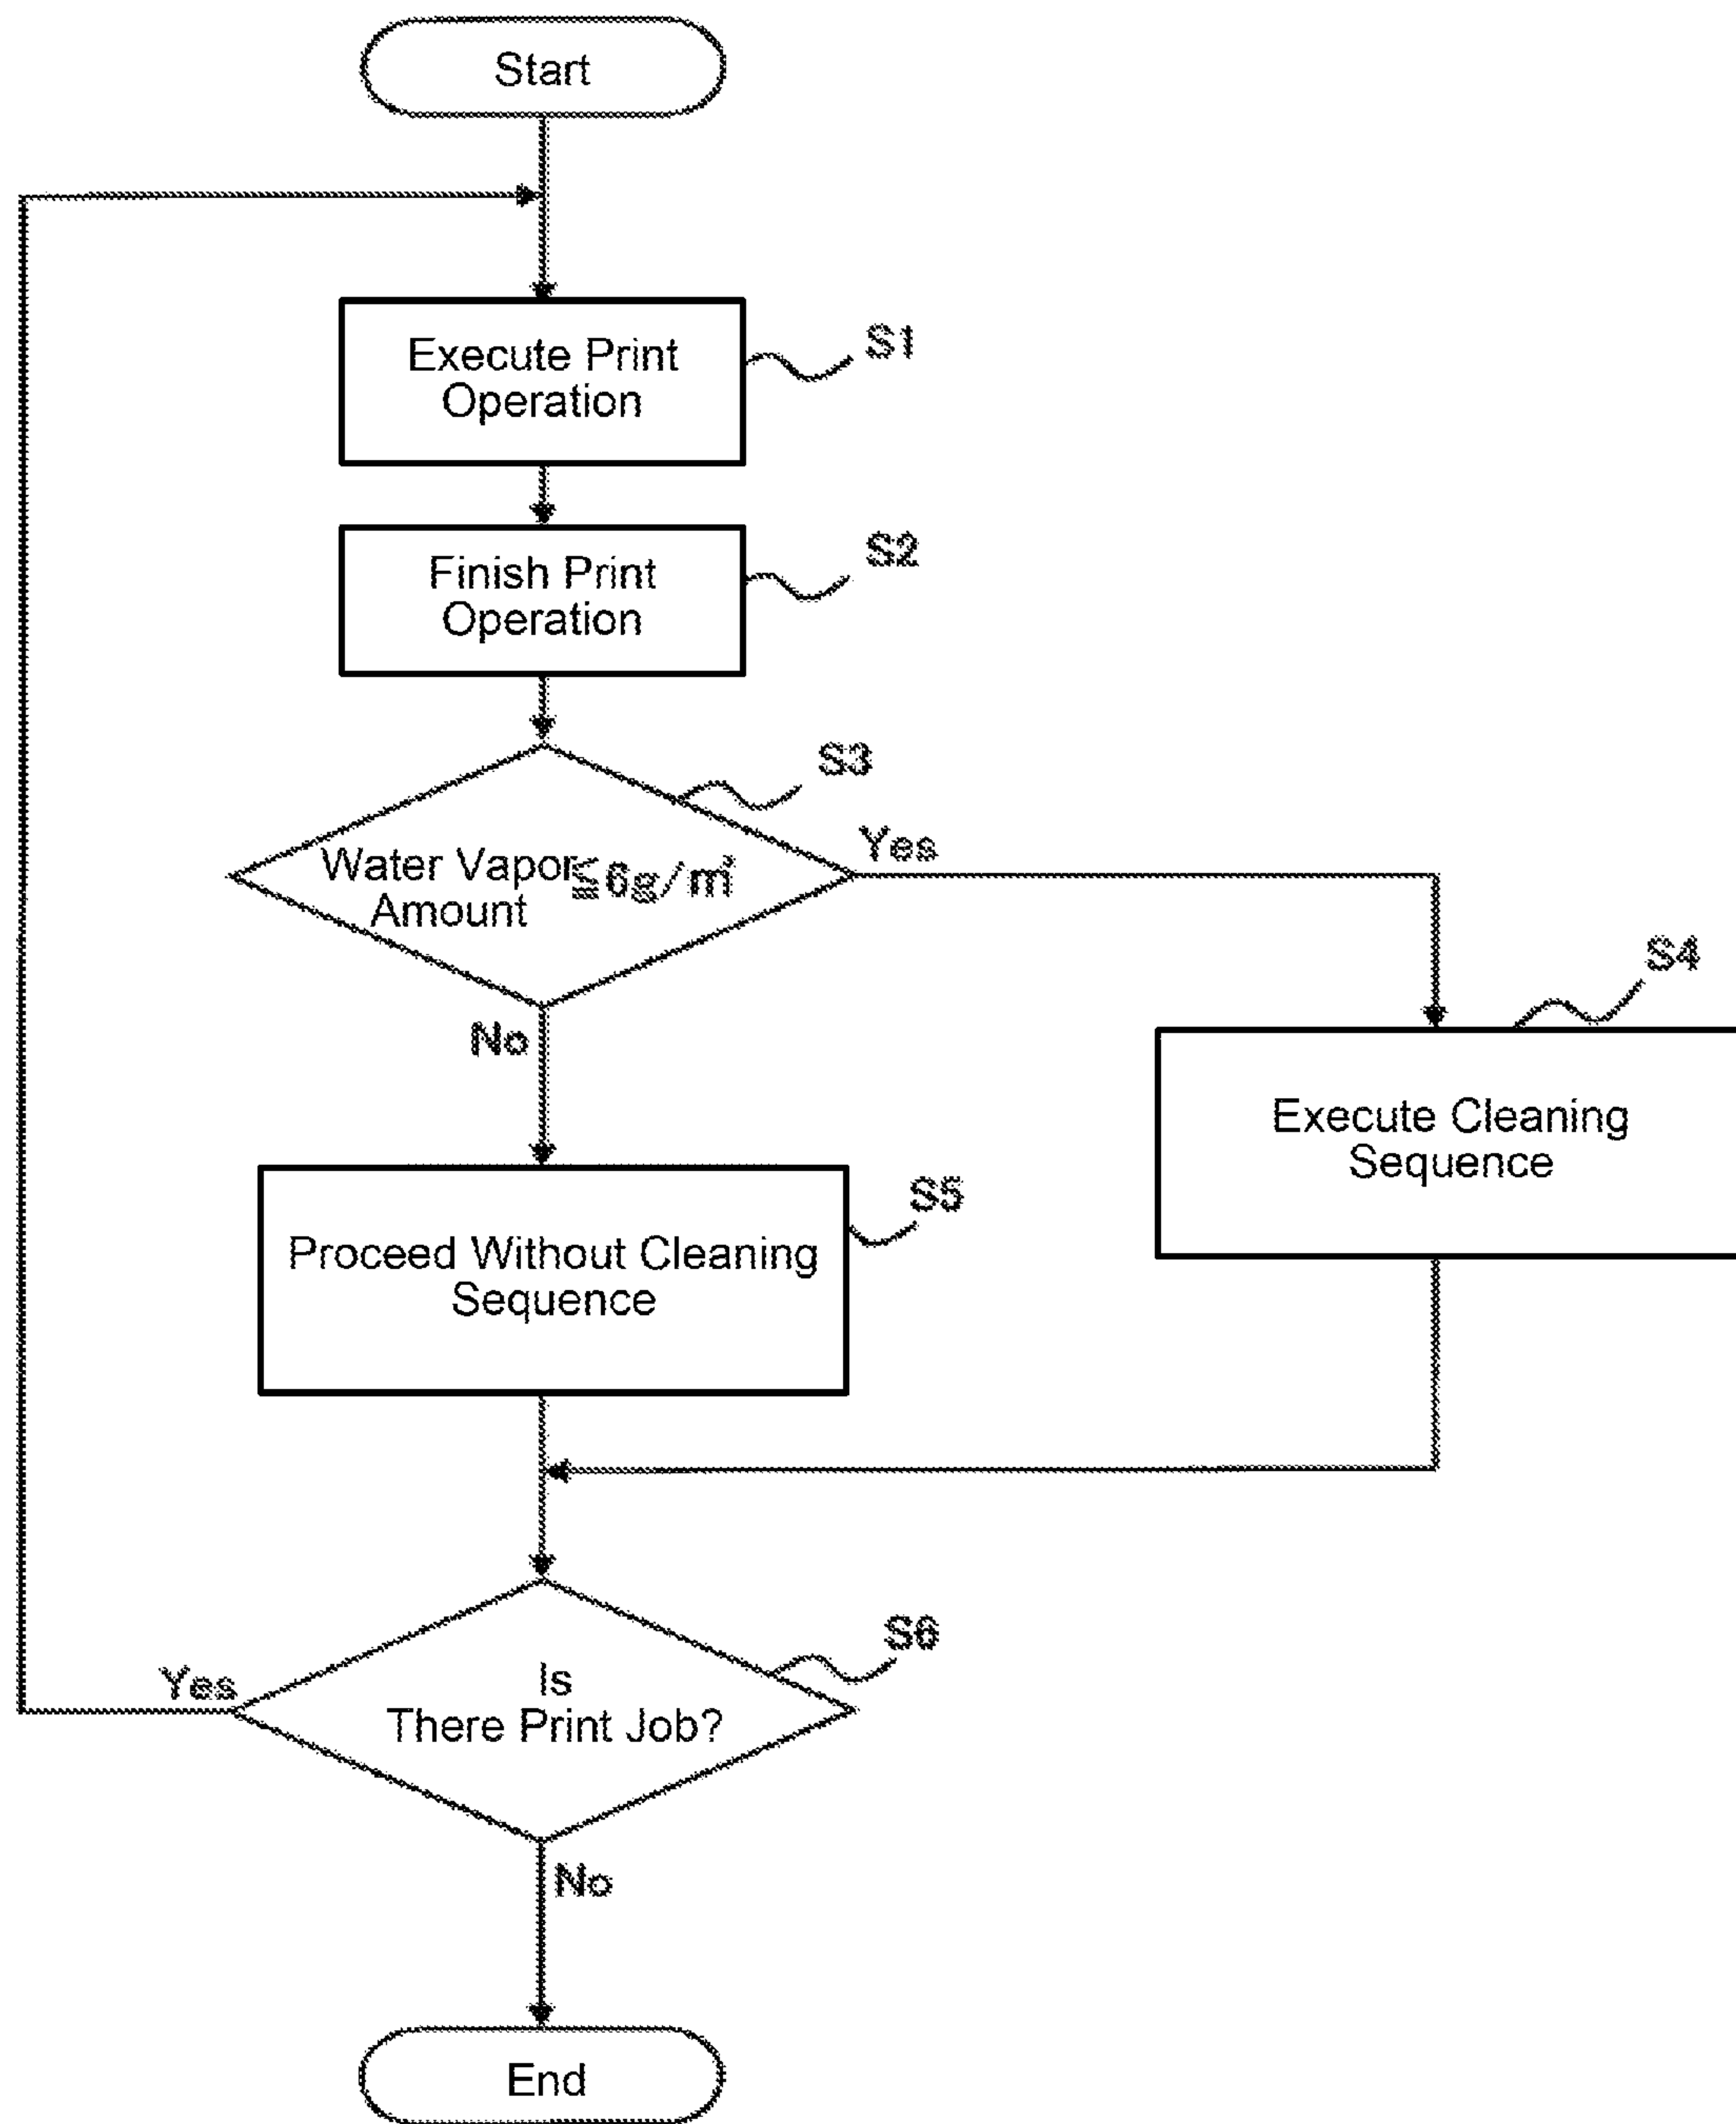 Start
Execute Print
Operation
S1
Finish Print
Operation
S2
S3
Water Vapor
Amount
≦6g/㎥
Yes
No
S4
Execute Cleaning
Sequence
S5
Proceed Without Cleaning
Sequence
S6
Is
There Print Job?
Yes
No
End